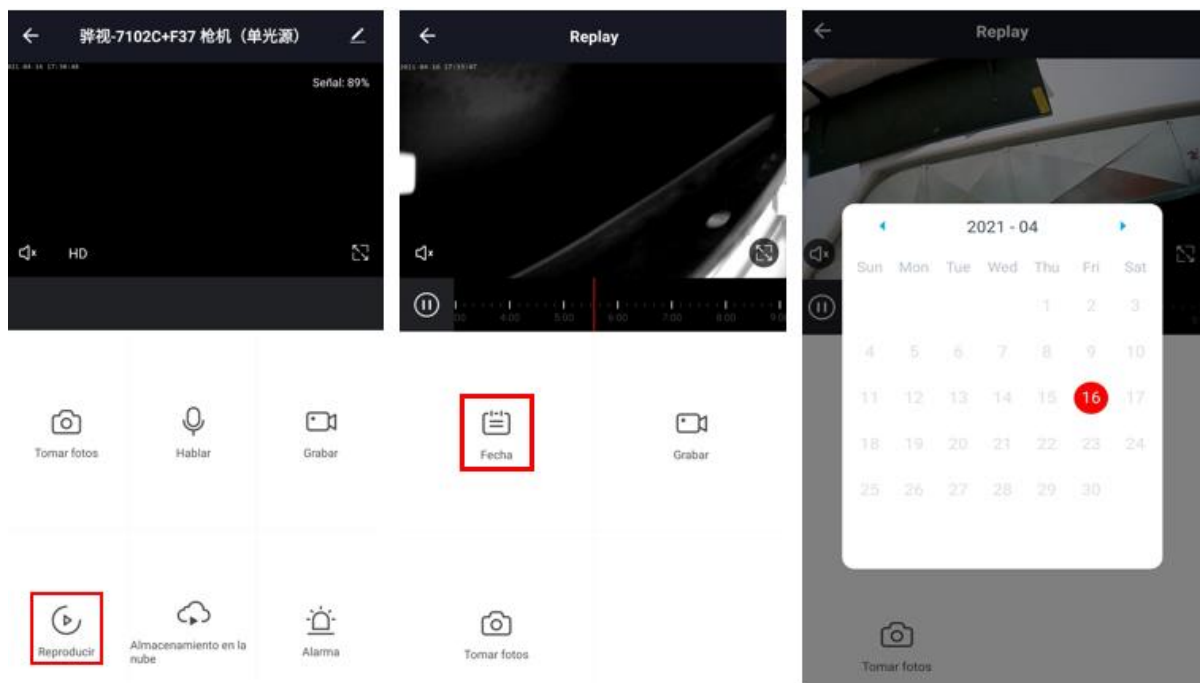 骅视-7102C+F37 枪机（单光源）
Señal: 89%
HD
Tomar fotos
Hablar
Grabar
Reproducir
Almacenamiento en la
nube
Alarma
Replay
4:00 5:00 6:00 7:00 8:00
Fecha
Grabar
Tomar fotos
Replay
2021 - 04
Sun Mon Tue Wed Thu Fri Sat
1 2 3
4 5 6 7 8 9 10
11 12 13 14 15 16 17
18 19 20 21 22 23 24
25 26 27 28 29 30
Tomar fotos